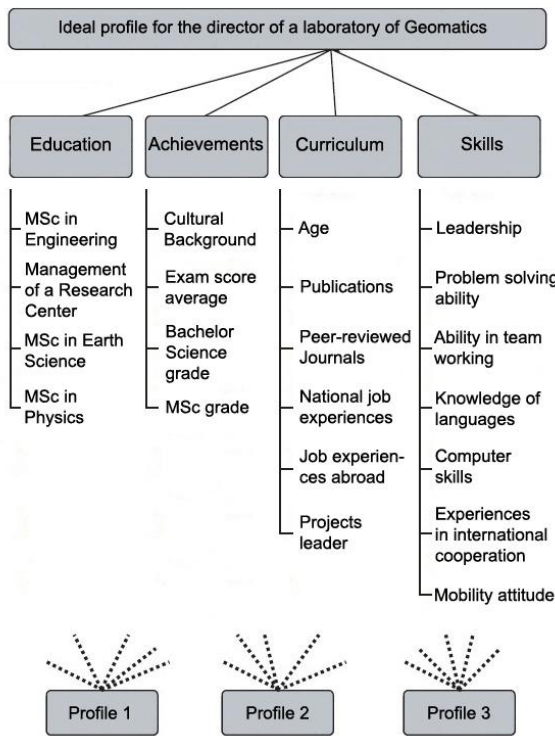 Ideal profile for the director of a laboratory of Geomatics
Education
Achievements
Curriculum
Skills
MSc in
Engineering
Management
of a Research
Center
MSc in Earth
Science
MSc in
Physics
Cultural
Background
Exam score
average
Bachelor
Science
grade
MSc grade
Age
Publications
Peer-reviewed
Journals
National job
experiences
Job experien-
ces abroad
Projects
leader
Leadership
Problem solving
ability
Ability in team
working
Knowledge of
languages
Computer
skills
Experiences
in international
cooperation
Mobility attitude
Profile 1
Profile 2
Profile 3